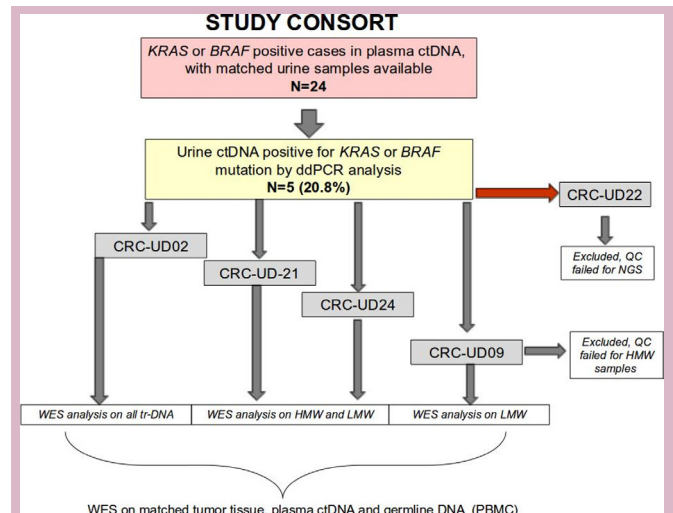 STUDY CONSORT
KRAS or BRAF positive cases in plasma ctDNA,
with matched urine samples available
N=24
Urine ctDNA positive for KRAS or BRAF
mutation by ddPCR analysis
N=5 (20.8%)
CRC-UD22
CRC-UD02
Excluded, QC
failed for NGS
CRC-UD-21
CRC-UD24
CRC-UD09
Excluded, QC
failed for HMW
samples
WES analysis on all tr-DNA
WES analysis on HMW and LMW
WES analysis on LMW
WES on matched tumor tissue, plasma ctDNA and germline DNA (PBMC)